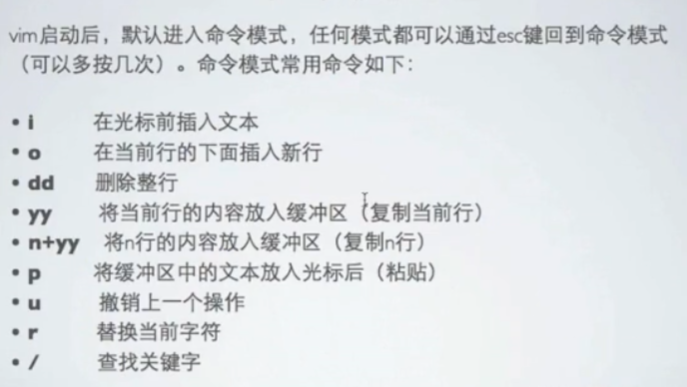 vim启动后，默认进入命令模式，任何模式都可以通过esc键回到命令模式
（可以多按几次）。命令模式常用命令如下：
• i 在光标前插入文本
• o 在当前行的下面插入新行
• dd 删除整行
• yy 将当前行的内容放入缓冲区（复制当前行）
• n+yy 将n行的内容放入缓冲区（复制n行）
• p 将缓冲区中的文本放入光标后（粘贴）
• u 撤销上一个操作
• r 替换当前字符
• / 查找关键字